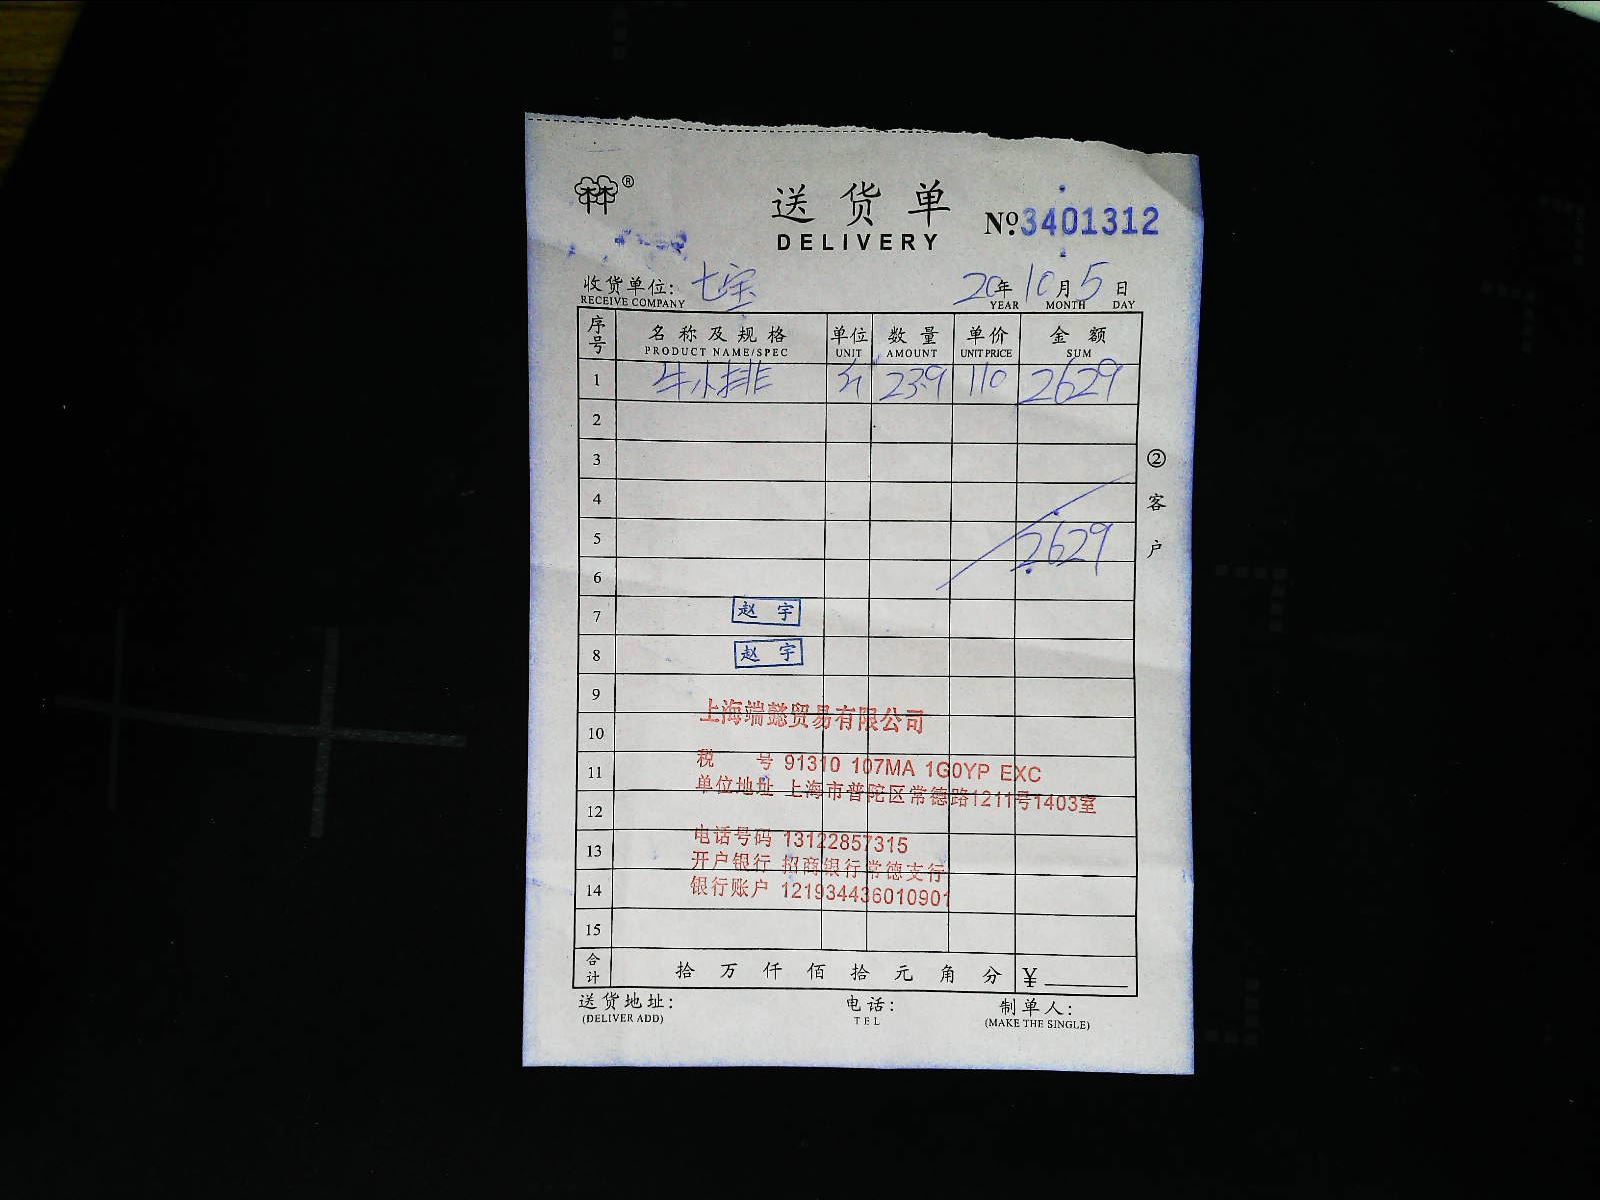 ®
送货单
DELIVERY
№3401312
收货单位: 七宝
RECEIVE COMPANY
20年10月5日
YEAR MONTH DAY
序号 名称及规格 单位 数量 单价 金额
PRODUCT NAME/SPEC UNIT AMOUNT UNIT PRICE SUM
1 牛小排 23.9 110 2629
2
3
4
5 2629
6
7 赵宇
8 赵宇
9
上海端懿贸易有限公司
10
税 号 91310 107MA 1G0YP EXC
11
单位地址 上海市普陀区常德路1211号1403室
12
电话号码 13122857315
13
开户银行 招商银行常德支行
14
银行账户 121934436010901
15
合计 拾万仟佰拾元角分 ¥
送货地址: 电话: 制单人:
(DELIVER ADD) TEL (MAKE THE SINGLE)
②客户